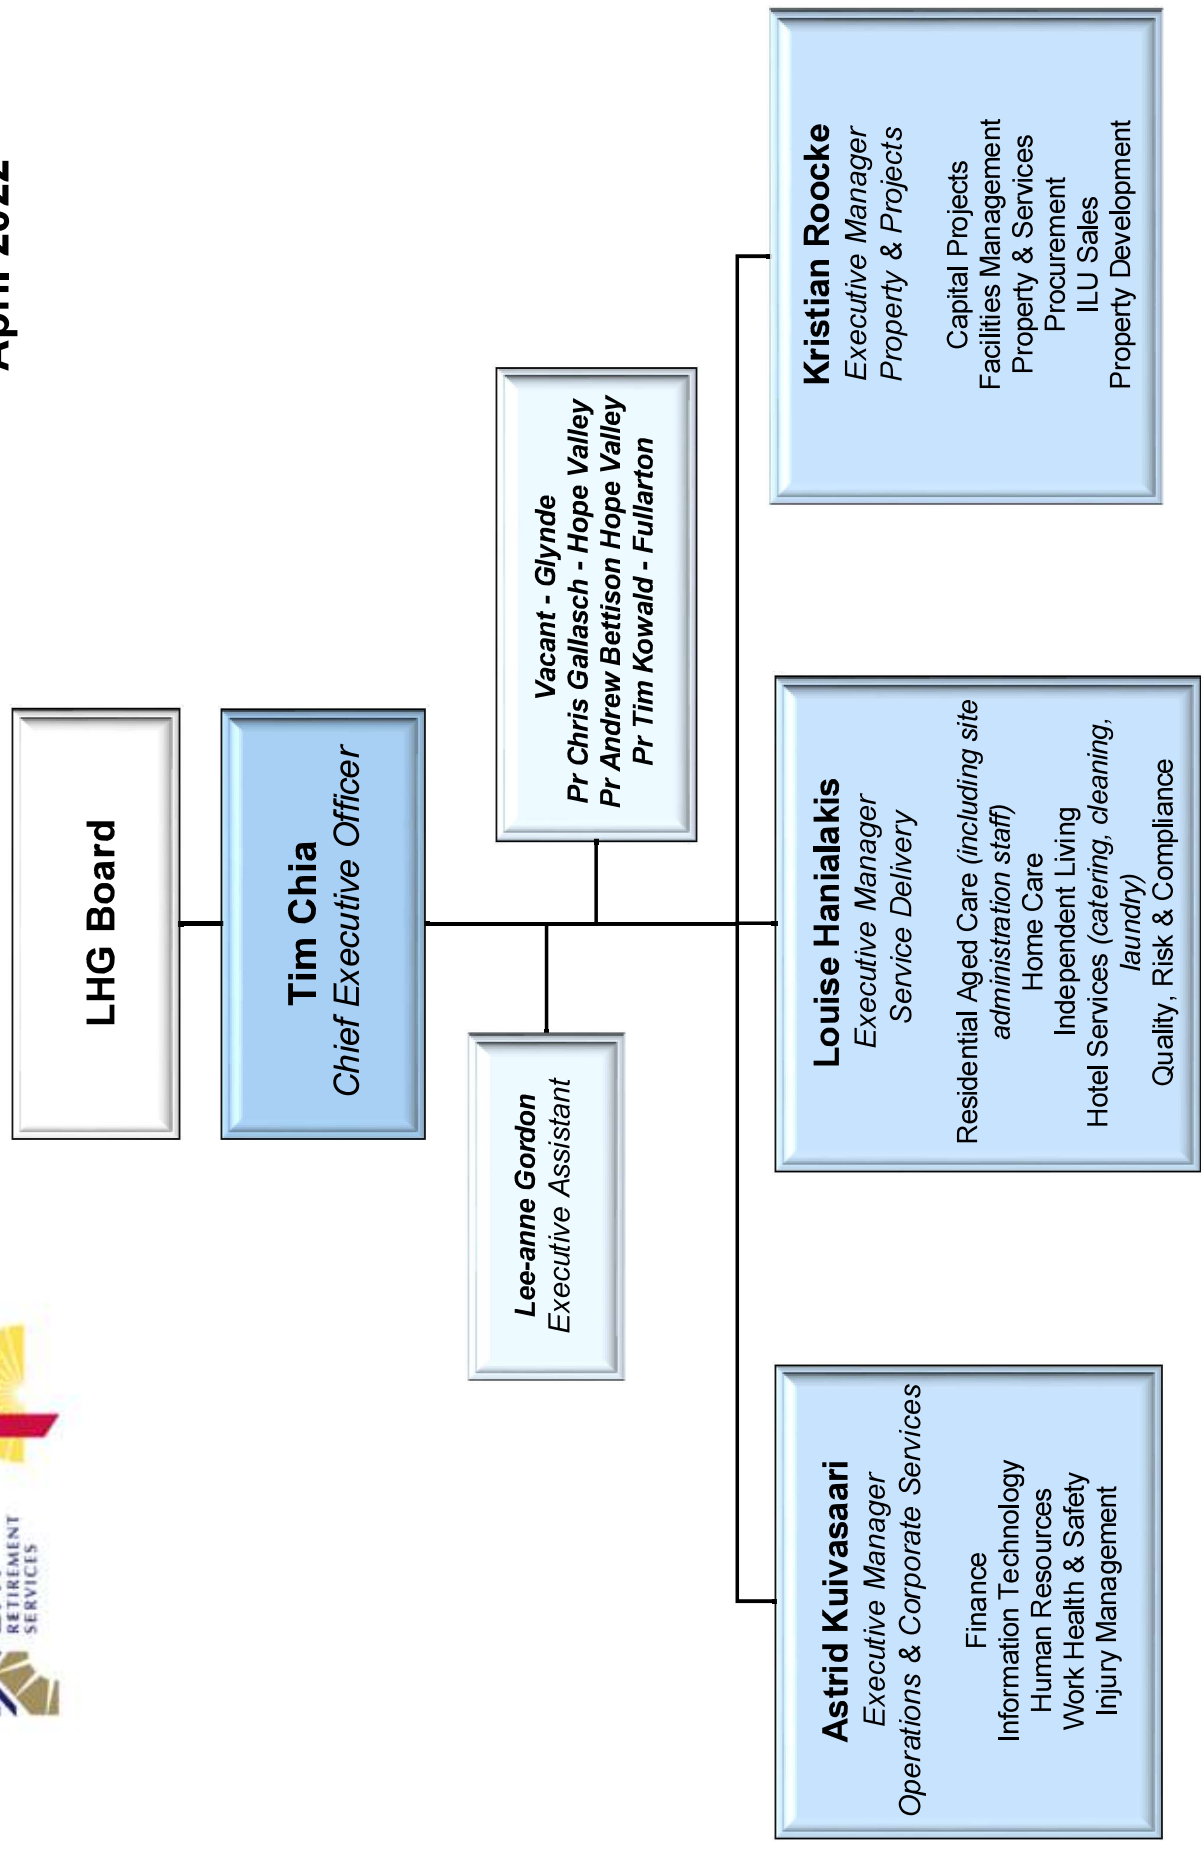 RETIREMENT
SERVICES
April 2022
LHG Board
Tim Chia
Chief Executive Officer
Lee-anne Gordon
Executive Assistant
Vacant - Glynde
Pr Chris Gallasch - Hope Valley
Pr Andrew Bettison Hope Valley
Pr Tim Kowald - Fullarton
Astrid Kuivasaari
Executive Manager
Operations & Corporate Services
Finance
Information Technology
Human Resources
Work Health & Safety
Injury Management
Louise Hanialakis
Executive Manager
Service Delivery
Residential Aged Care (including site
administration staff)
Home Care
Independent Living
Hotel Services (catering, cleaning,
laundry)
Quality, Risk & Compliance
Kristian Roocke
Executive Manager
Property & Projects
Capital Projects
Facilities Management
Property & Services
Procurement
ILU Sales
Property Development